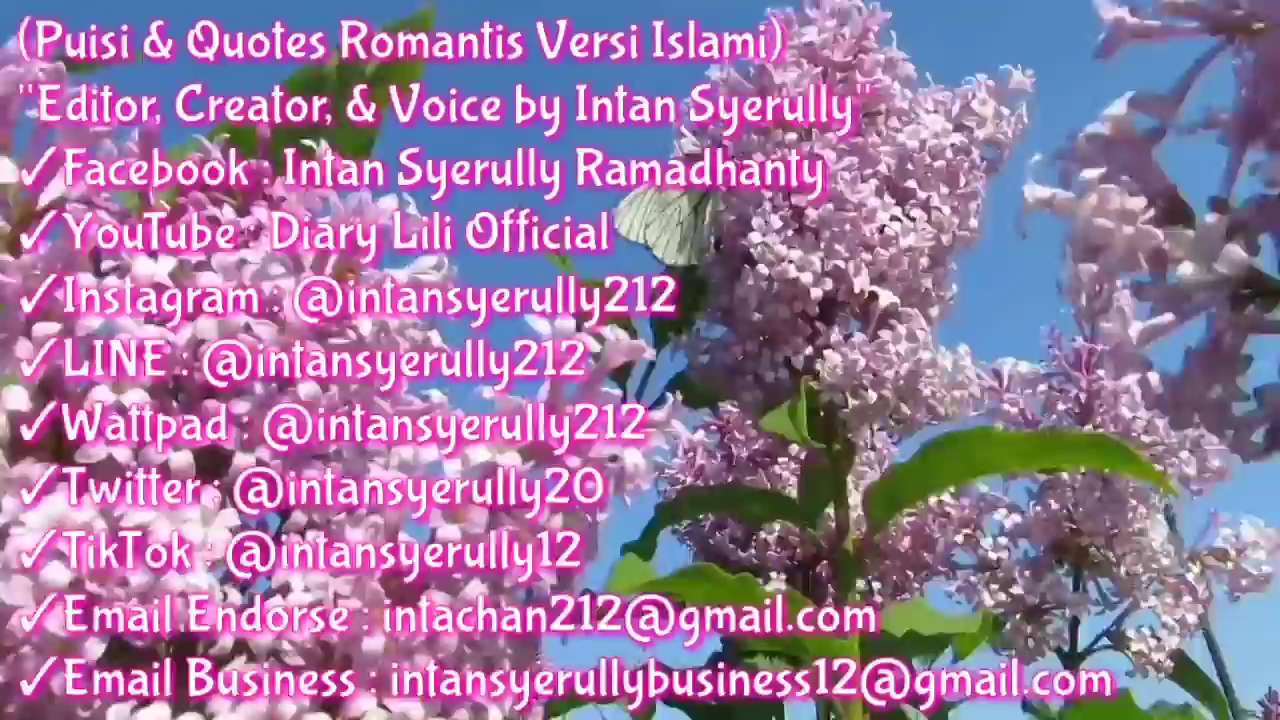 (Puisi & Quotes Romantis Versi Islami)
"Editor, Creator, & Voice by Intan Syerully"
✓Facebook : Intan Syerully Ramadhanty
✓YouTube : Diary Lili Official
✓Instagram : @intansyerully212
✓LINE : @intansyerully212
✓Wattpad : @intansyerully212
✓Twitter : @intansyerully20
✓TikTok : @intansyerully12
✓Email Endorse : intachan212@gmail.com
✓Email Business : intansyerullybusiness12@gmail.com